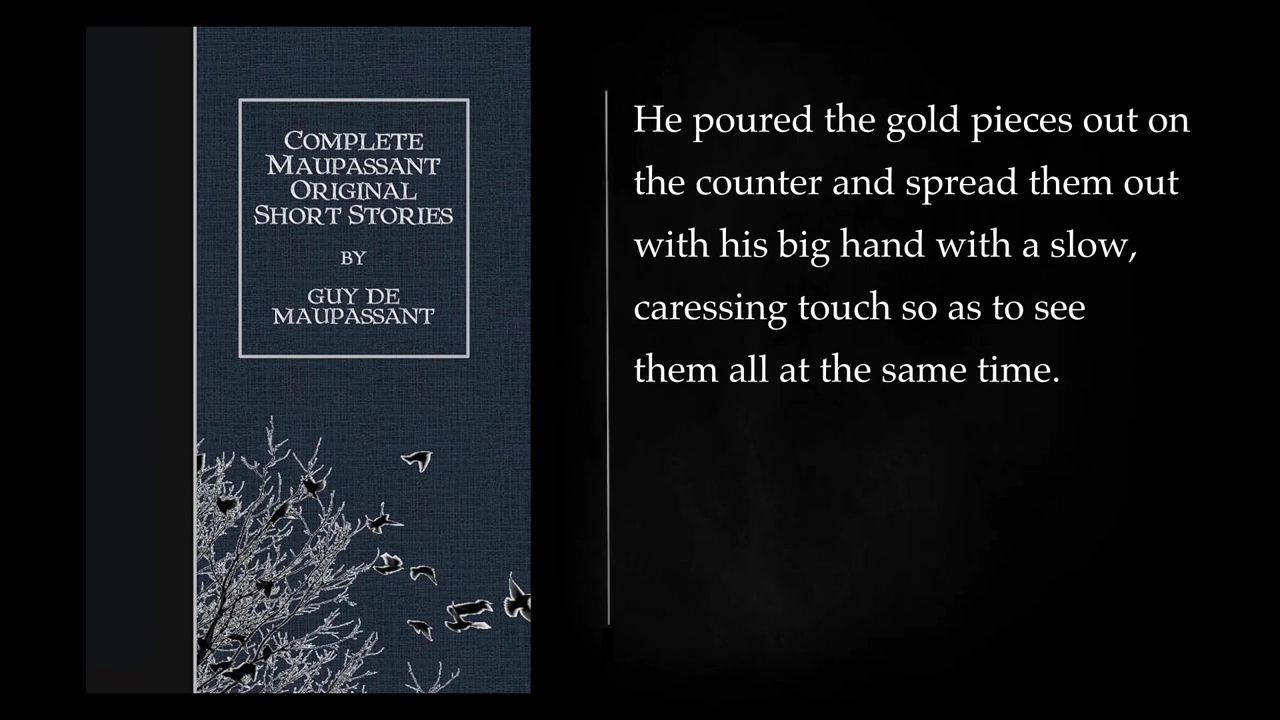 COMPLETE
MAUPASSANT
ORIGINAL
SHORT STORIES
BY
GUY DE
MAUPASSANT
He poured the gold pieces out on
the counter and spread them out
with his big hand with a slow,
caressing touch so as to see
them all at the same time.